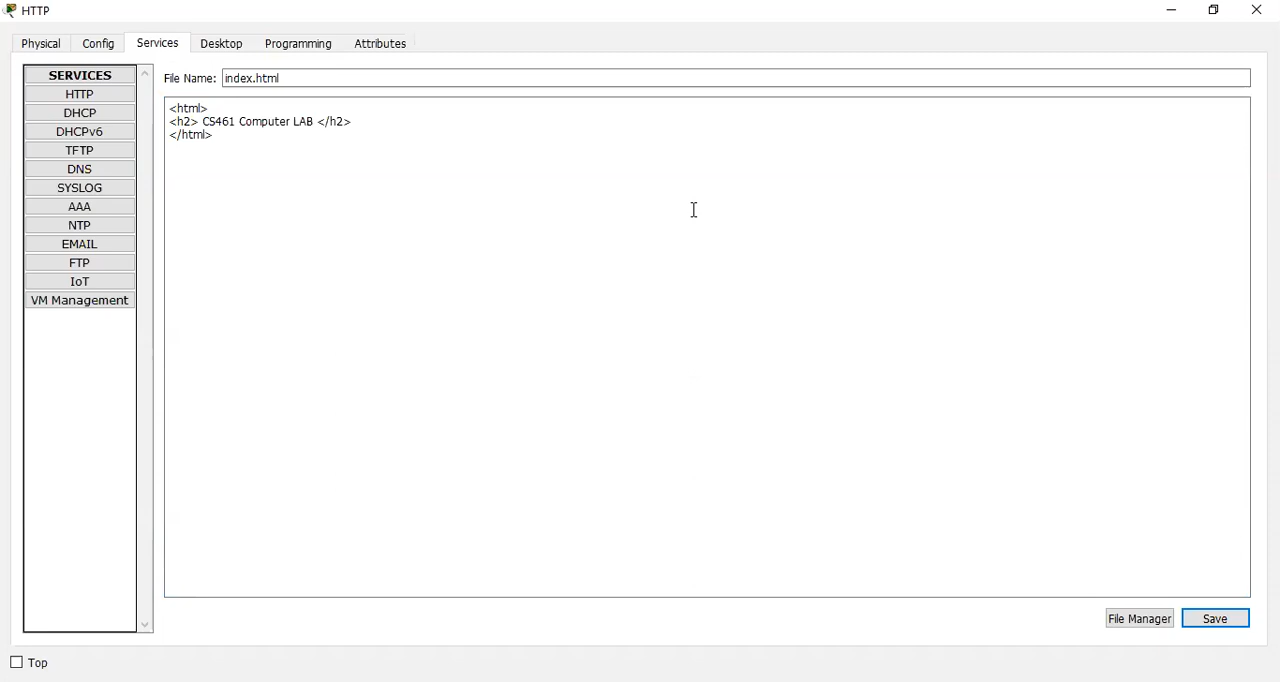 HTTP
Physical Config Services Desktop Programming Attributes
SERVICES
HTTP
DHCP
DHCPv6
TFTP
DNS
SYSLOG
AAA
NTP
EMAIL
FTP
IoT
VM Management
File Name: index.html
<html>
<h2> CS461 Computer LAB </h2>
</html>
File Manager Save
Top